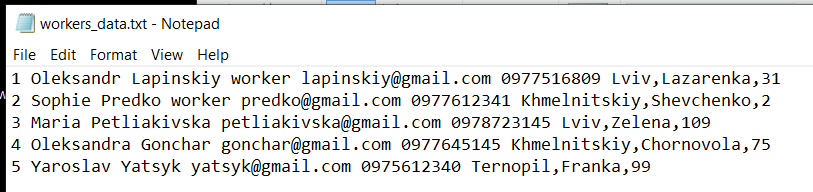 workers_data.txt - Notepad
File Edit Format View Help
1 Oleksandr Lapinskiy worker lapinskiy@gmail.com 0977516809 Lviv,Lazarenka,31
2 Sophie Predko worker predko@gmail.com 0977612341 Khmelnitskiy,Shevchenko,2
3 Maria Petliakivska petliakivska@gmail.com 0978723145 Lviv,Zelena,109
4 Oleksandra Gonchar gonchar@gmail.com 0977645145 Khmelnitskiy,Chornovola,75
5 Yaroslav Yatsyk yatsyk@gmail.com 0975612340 Ternopil,Franka,99